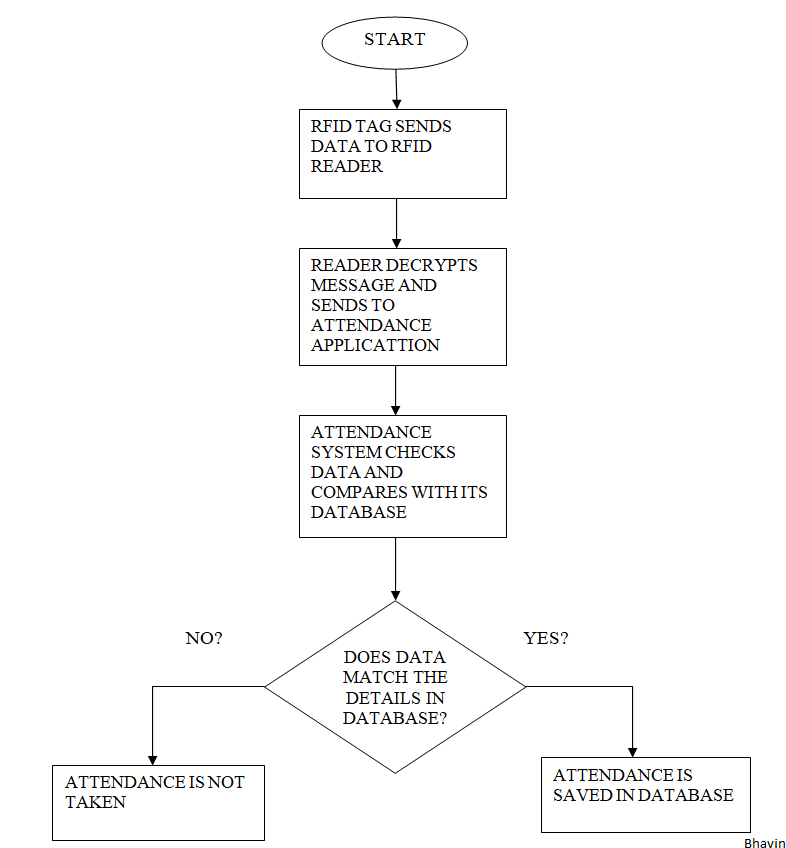 START
RFID TAG SENDS
DATA TO RFID
READER
READER DECRYPTS
MESSAGE AND
SENDS TO
ATTENDANCE
APPLICATTION
ATTENDANCE
SYSTEM CHECKS
DATA AND
COMPARES WITH ITS
DATABASE
NO?
YES?
DOES DATA
MATCH THE
DETAILS IN
DATABASE?
ATTENDANCE IS NOT
TAKEN
ATTENDANCE IS
SAVED IN DATABASE
Bhavin